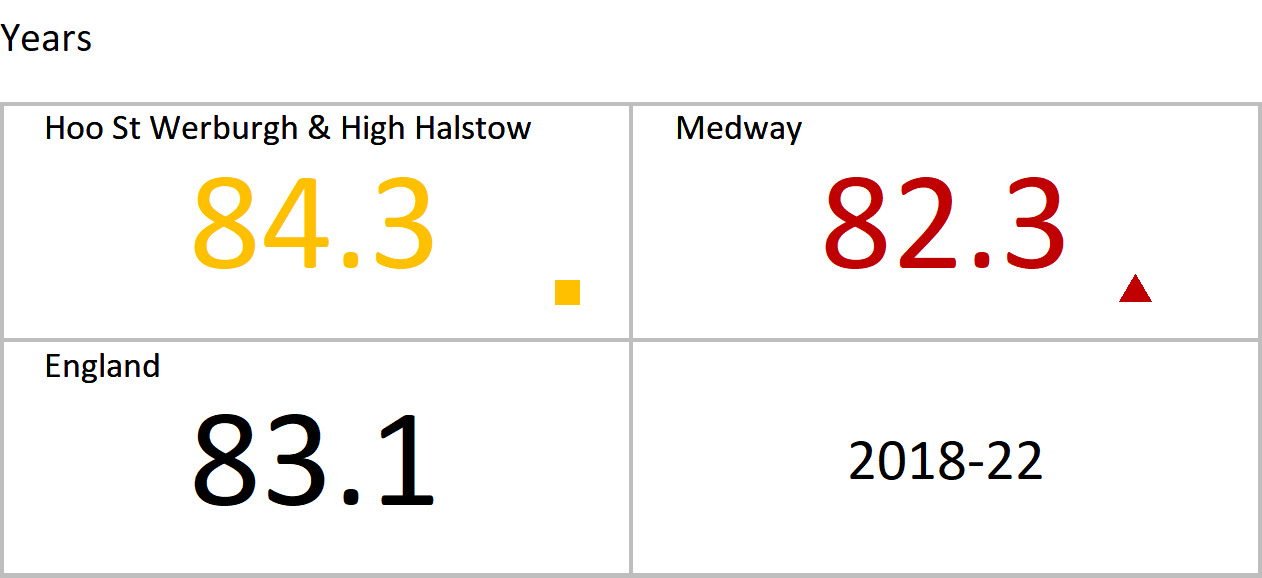 Years
Hoo St Werburgh & High Halstow
84.3
Medway
82.3
England
83.1
2018-22